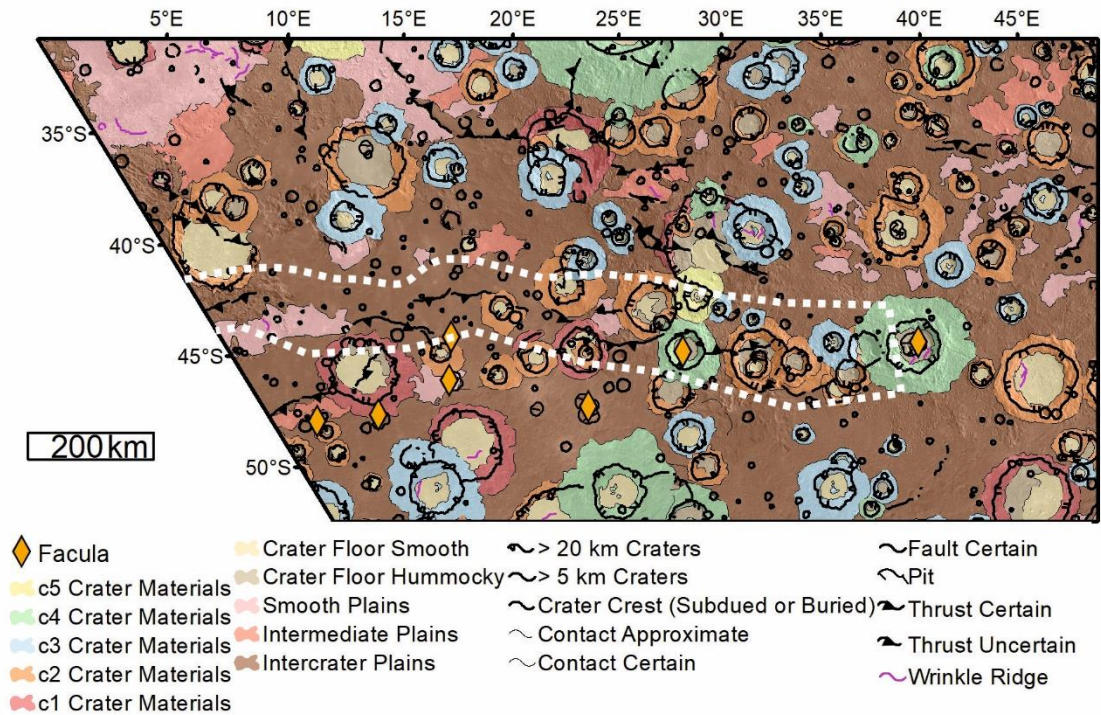 5°E 10°E 15°E 20°E 25°E 30°E 35°E 40°E 45°E
35°S
40°S
45°S
50°S
200 km
Facula
c5 Crater Materials
c4 Crater Materials
c3 Crater Materials
c2 Crater Materials
c1 Crater Materials
Crater Floor Smooth
Crater Floor Hummocky
Smooth Plains
Intermediate Plains
Intercrater Plains
> 20 km Craters
> 5 km Craters
Crater Crest (Subdued or Buried)
Contact Approximate
Contact Certain
Fault Certain
Pit
Thrust Certain
Thrust Uncertain
Wrinkle Ridge